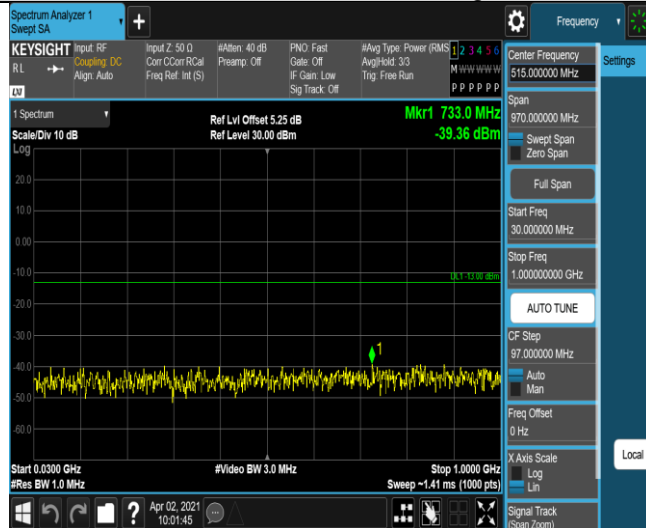 Spectrum Analyzer 1
Swept SA
Frequency
KEYSIGHT
RL
LXI
Input: RF
Coupling: DC
Align: Auto
Input Z: 50 Ω
Corr CCorr RCal
Freq Ref: Int (S)
#Atten: 40 dB
Preamp: Off
PNO: Fast
Gate: Off
IF Gain: Low
Sig Track: Off
#Avg Type: Power (RMS
Avg|Hold: 3/3
Trig: Free Run
1 2 3 4 5 6
M W W W W W
P P P P P P
Center Frequency
515.000000 MHz
Settings
Span
970.000000 MHz
Swept Span
Zero Span
Full Span
Start Freq
30.000000 MHz
Stop Freq
1.000000000 GHz
AUTO TUNE
CF Step
97.000000 MHz
Auto
Man
Freq Offset
0 Hz
X Axis Scale
Log
Lin
Local
Signal Track
(Span Zoom)
1 Spectrum
Scale/Div 10 dB
Ref Lvl Offset 5.25 dB
Ref Level 30.00 dBm
Mkr1 733.0 MHz
-39.36 dBm
Log
20.0
10.0
0.00
-10.0
DL1 -13.00 dBm
-20.0
-30.0
1
-40.0
-50.0
-60.0
Start 0.0300 GHz
#Video BW 3.0 MHz
Stop 1.0000 GHz
#Res BW 1.0 MHz
Sweep ~1.41 ms (1000 pts)
?
Apr 02, 2021
10:01:45